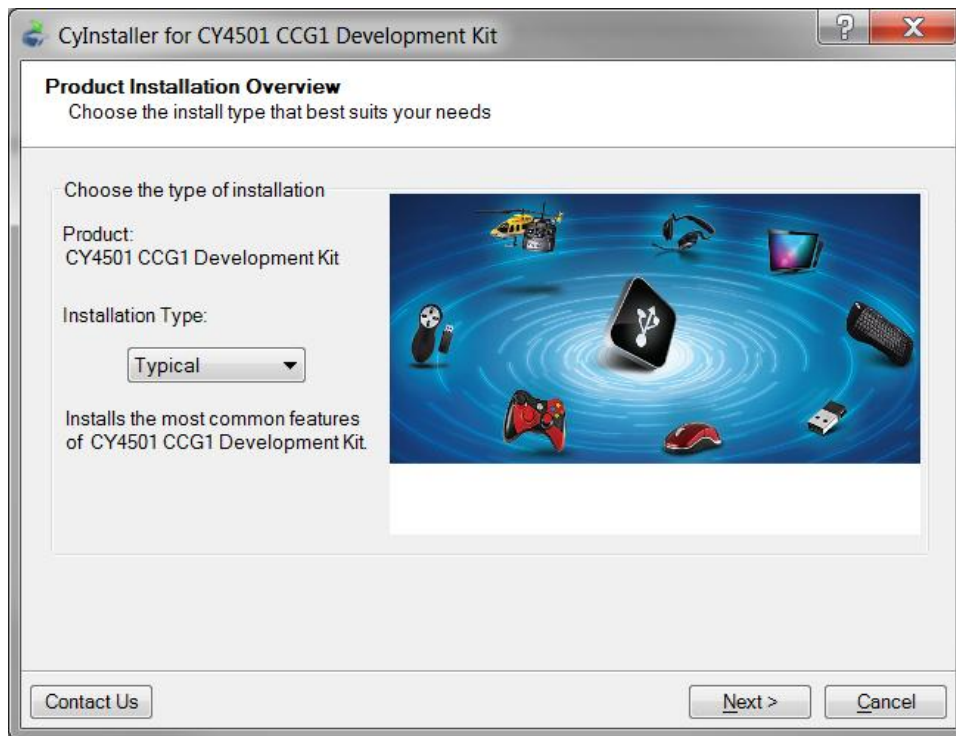 CyInstaller for CY4501 CCG1 Development Kit
Product Installation Overview
Choose the install type that best suits your needs
Choose the type of installation
Product:
CY4501 CCG1 Development Kit
Installation Type:
Typical
Installs the most common features
of CY4501 CCG1 Development Kit.
Contact Us
Next >
Cancel